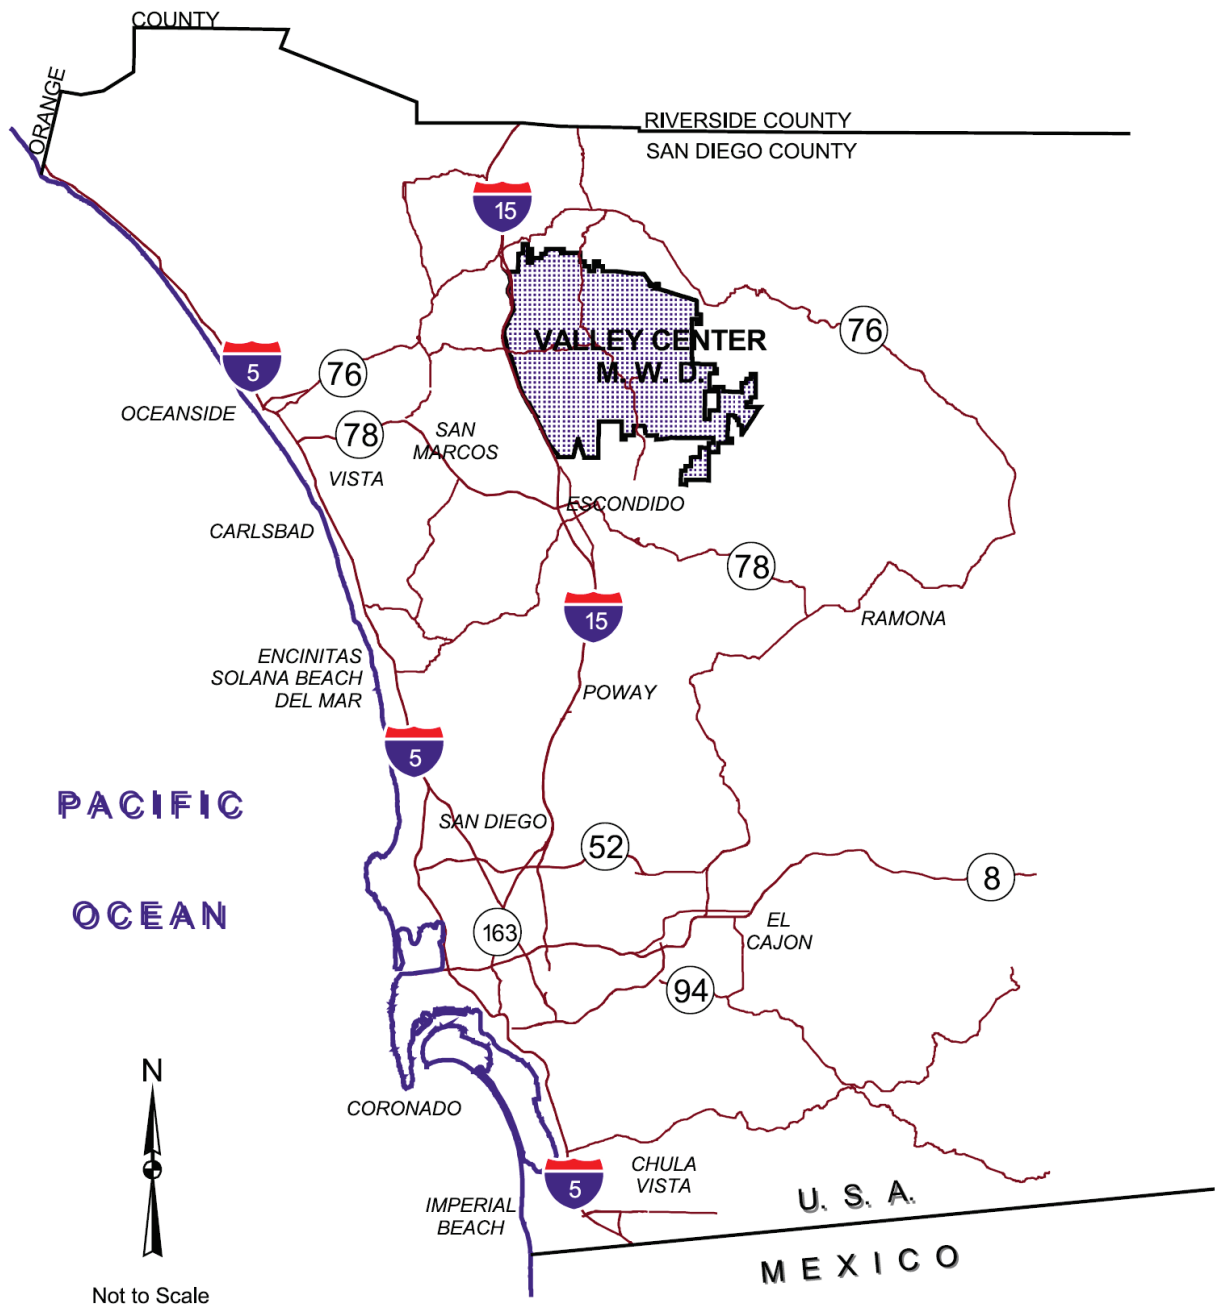 COUNTY
ORANGE
RIVERSIDE COUNTY
SAN DIEGO COUNTY
15
VALLEY CENTER
M. W. D.
76
5
76
OCEANSIDE
78
SAN
MARCOS
VISTA
ESCONDIDO
CARLSBAD
78
15
RAMONA
ENCINITAS
SOLANA BEACH
DEL MAR
POWAY
5
PACIFIC
OCEAN
SAN DIEGO
52
8
163
EL
CAJON
94
N
CORONADO
CHULA
VISTA
5
IMPERIAL
BEACH
U. S. A.
MEXICO
Not to Scale